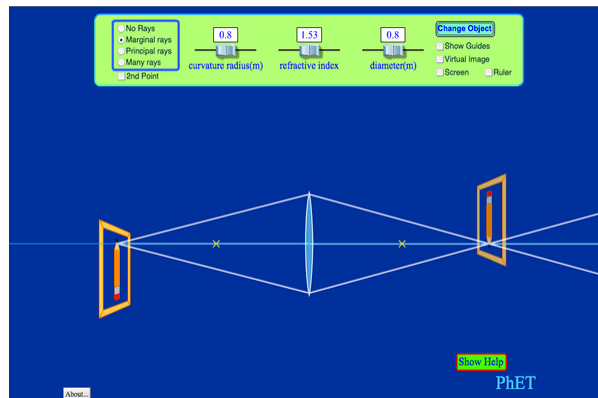 No Rays
Marginal rays
Principal rays
Many rays
2nd Point
0.8
curvature radius(m)
1.53
refractive index
0.8
diameter(m)
Change Object
Show Guides
Virtual Image
Screen Ruler
Show Help
PhET
About...